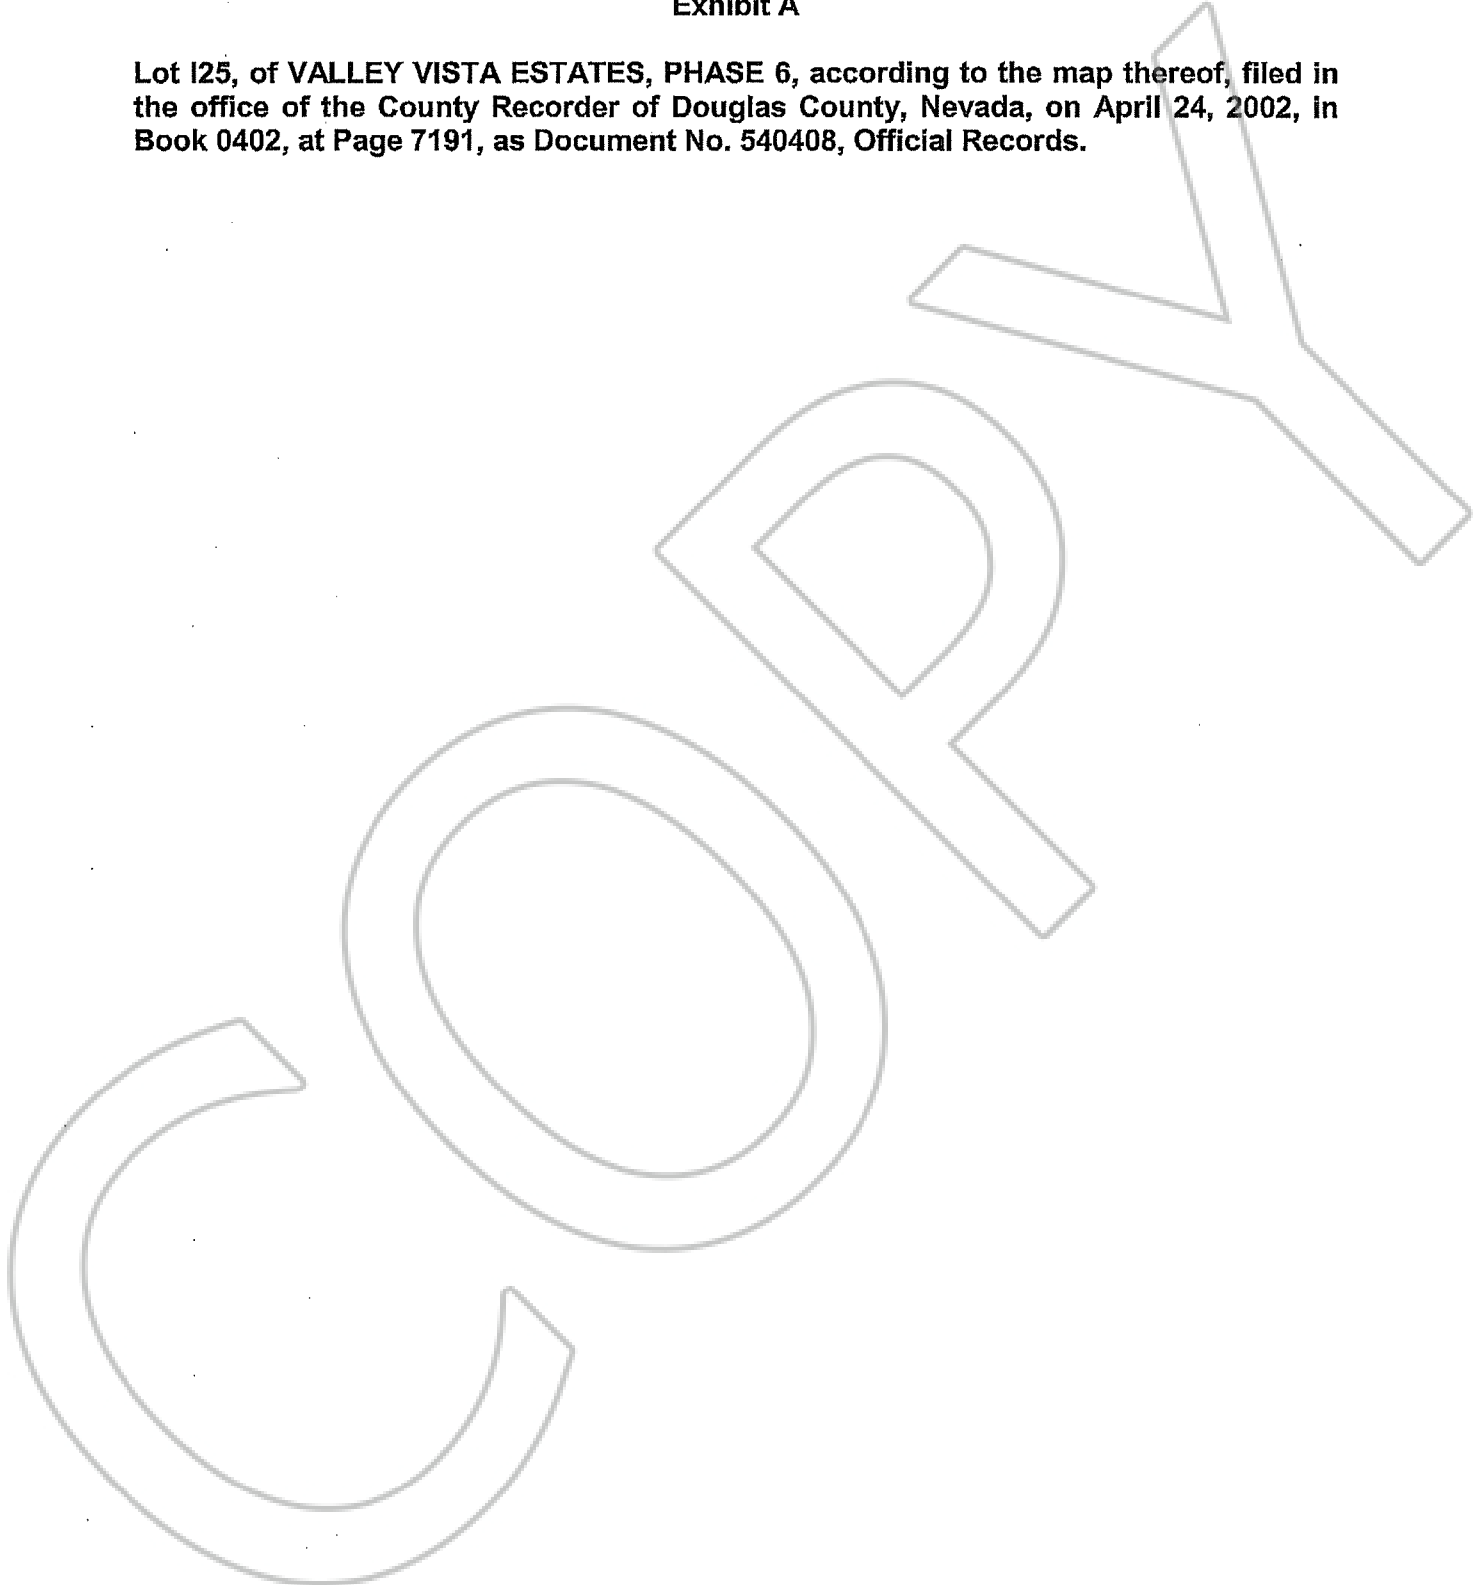 Exhibit A
Lot I25, of VALLEY VISTA ESTATES, PHASE 6, according to the map thereof, filed in
the office of the County Recorder of Douglas County, Nevada, on April 24, 2002, in
Book 0402, at Page 7191, as Document No. 540408, Official Records.
COPY